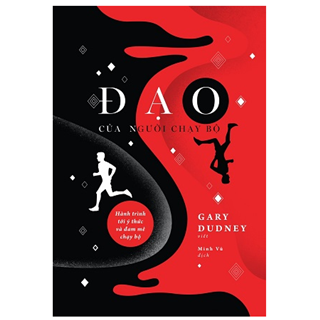 ĐẠO
CỦA NGƯỜI CHẠY BỘ
Hành trình
tới ý thức
và đam mê
chạy bộ
GARY
DUDNEY
viết
Minh Vũ
dịch